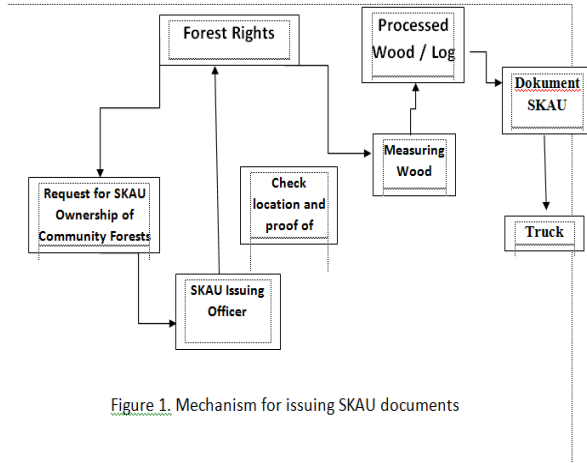 Forest Rights
Processed
Wood / Log
Dokument
SKAU
Measuring
Wood
Check
location and
proof of
Request for SKAU
Ownership of
Community Forests
Truck
SKAU Issuing
Officer
Figure 1. Mechanism for issuing SKAU documents